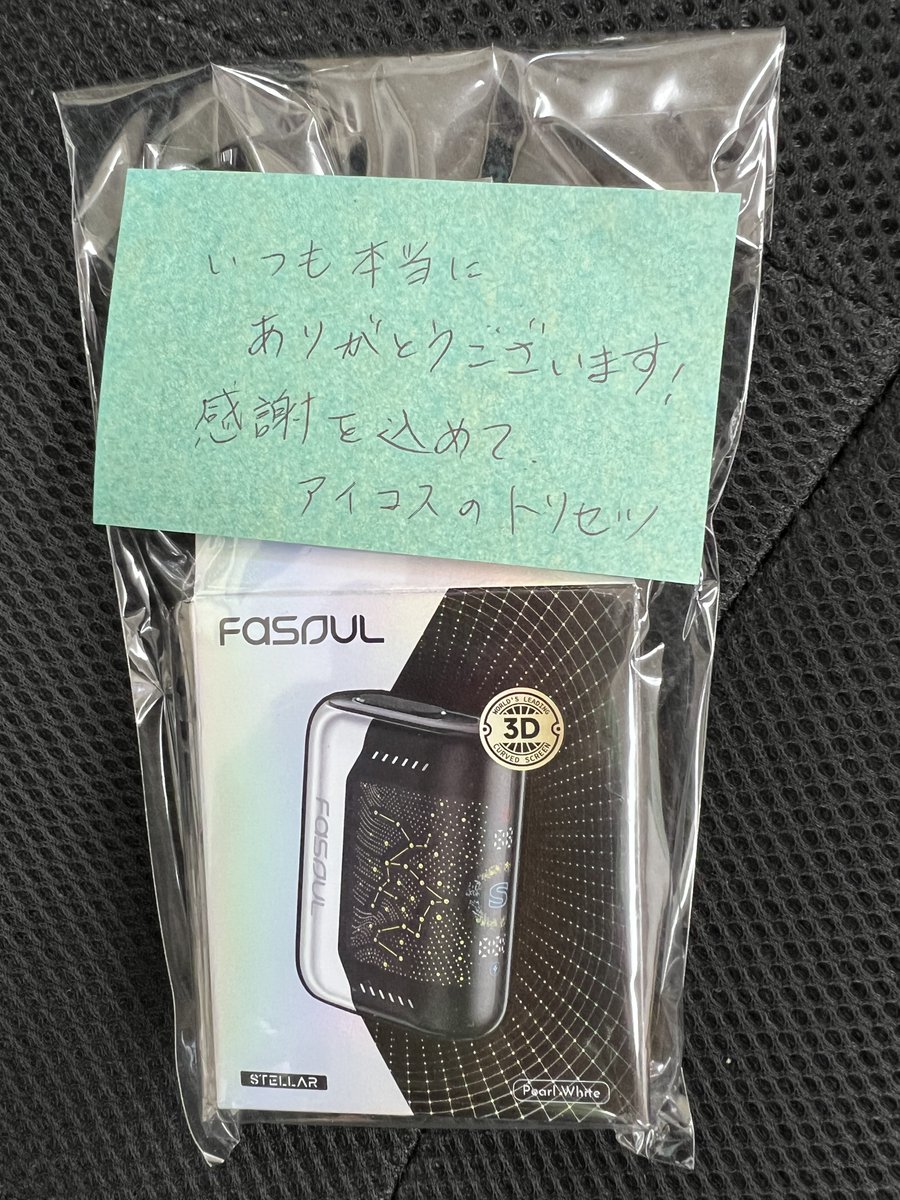 いつも本当に
ありがとうございます!
感謝を込めて
アイコスのトリセツ
FASOUL
WORLD'S LEADING
3D
CURVED SCREEN
FASOUL
S
STELLAR
Pearl White